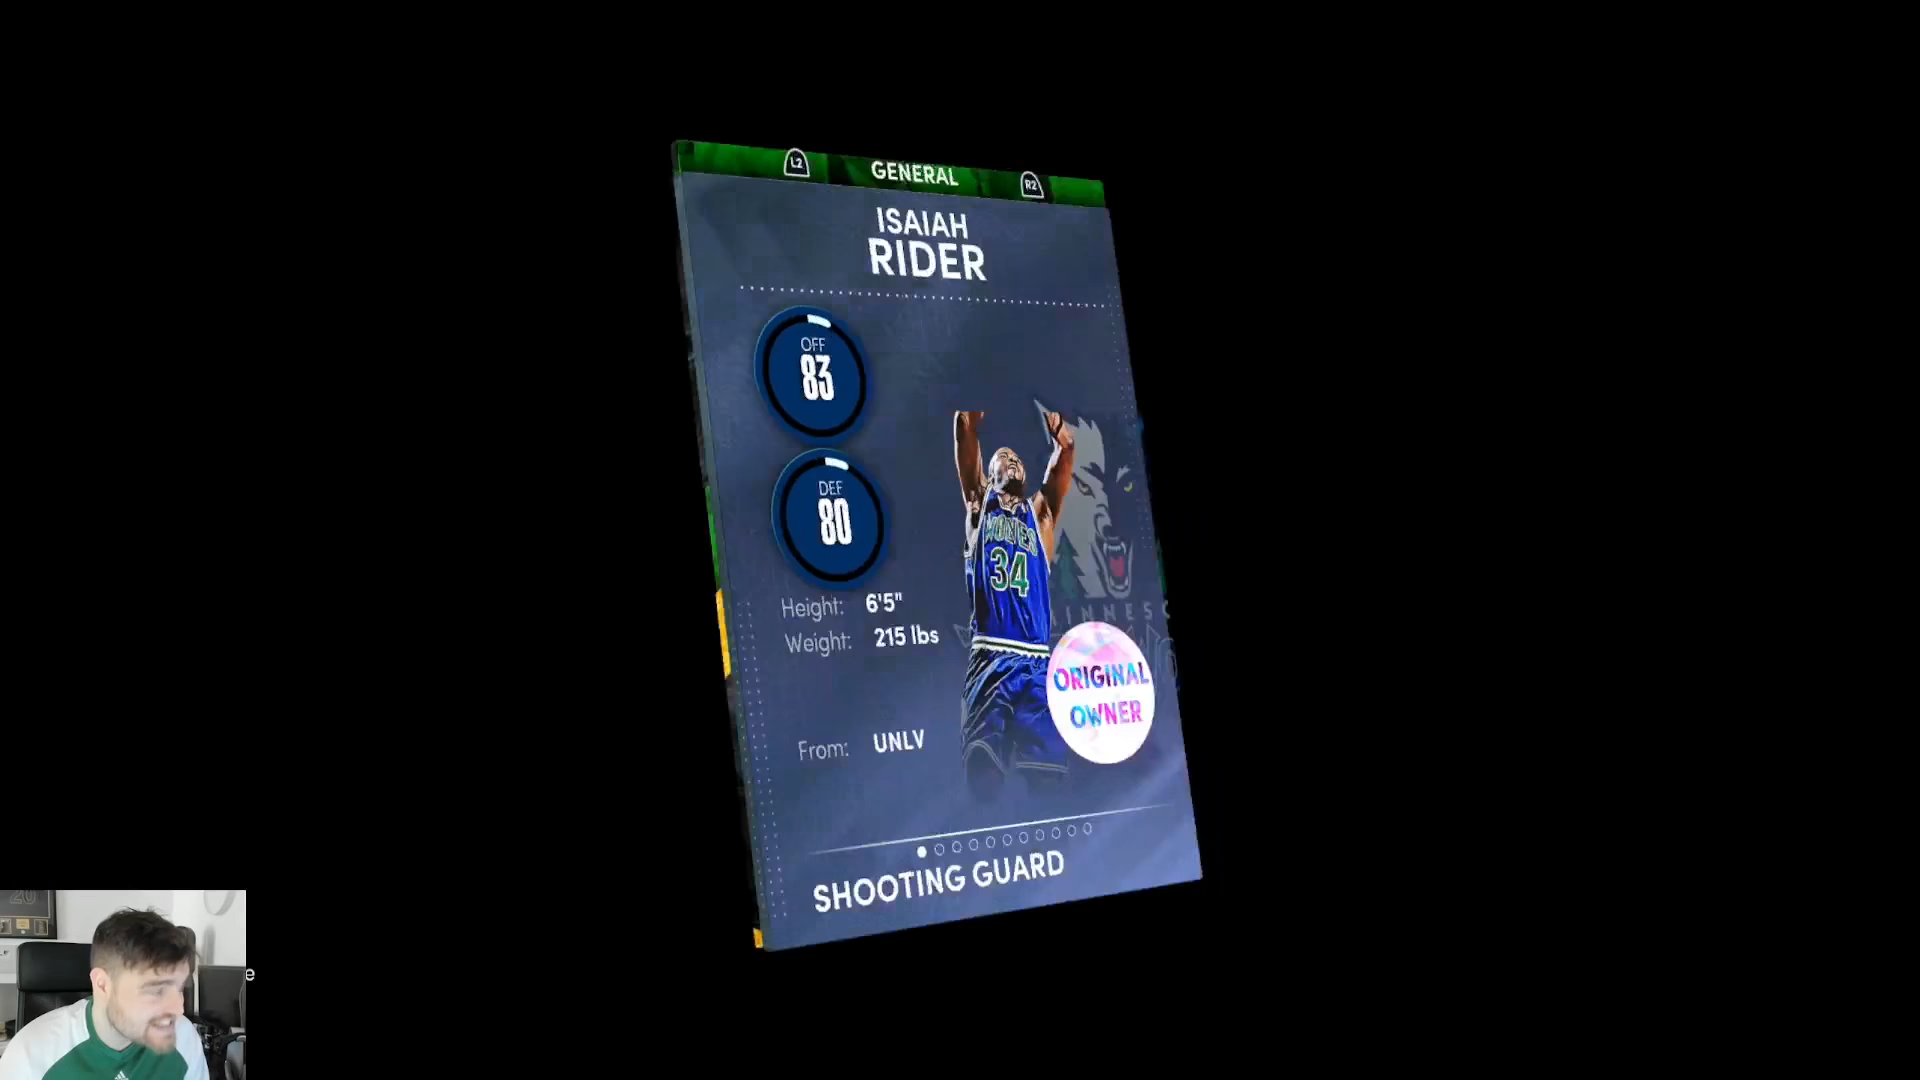 L2
GENERAL
R2
ISAIAH
RIDER
OFF
83
DEF
80
WOLVES
34
Height: 6'5"
Weight: 215 lbs
ORIGINAL
OWNER
From: UNLV
SHOOTING GUARD
20
e